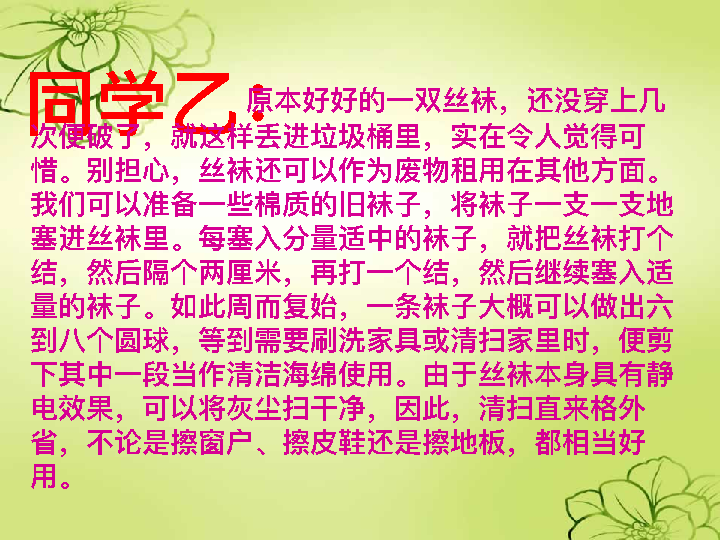 同学乙：原本好好的一双丝袜，还没穿上几
次便破了，就这样丢进垃圾桶里，实在令人觉得可
惜。别担心，丝袜还可以作为废物租用在其他方面。
我们可以准备一些棉质的旧袜子，将袜子一支一支地
塞进丝袜里。每塞入分量适中的袜子，就把丝袜打个
结，然后隔个两厘米，再打一个结，然后继续塞入适
量的袜子。如此周而复始，一条袜子大概可以做出六
到八个圆球，等到需要刷洗家具或清扫家里时，便剪
下其中一段当作清洁海绵使用。由于丝袜本身具有静
电效果，可以将灰尘扫干净，因此，清扫直来格外
省，不论是擦窗户、擦皮鞋还是擦地板，都相当好
用。